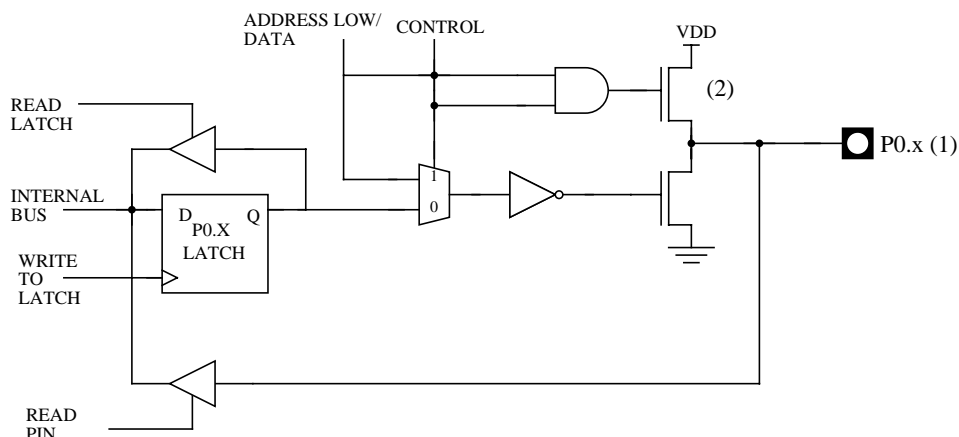 ADDRESS LOW/
DATA
CONTROL
VDD
READ
LATCH
(2)
P0.x (1)
1
INTERNAL
BUS
0
D
Q
P0.X
LATCH
WRITE
TO
LATCH
READ
PIN